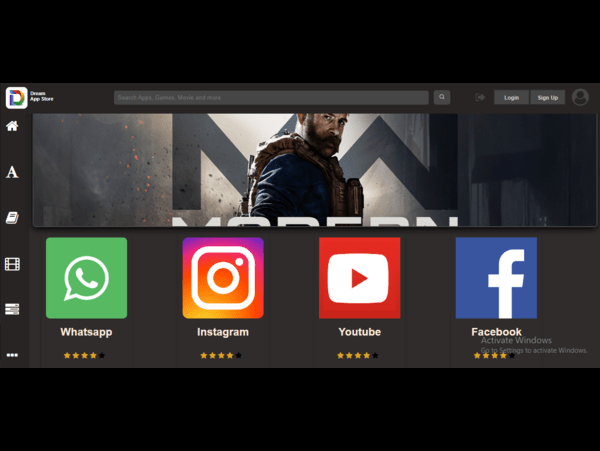 Dream
App Store
Search Apps, Games, Movie and more
Login
Sign Up
A
MODERN
Whatsapp
Instagram
Youtube
Facebook
Activate Windows
Go to Settings to activate Windows.